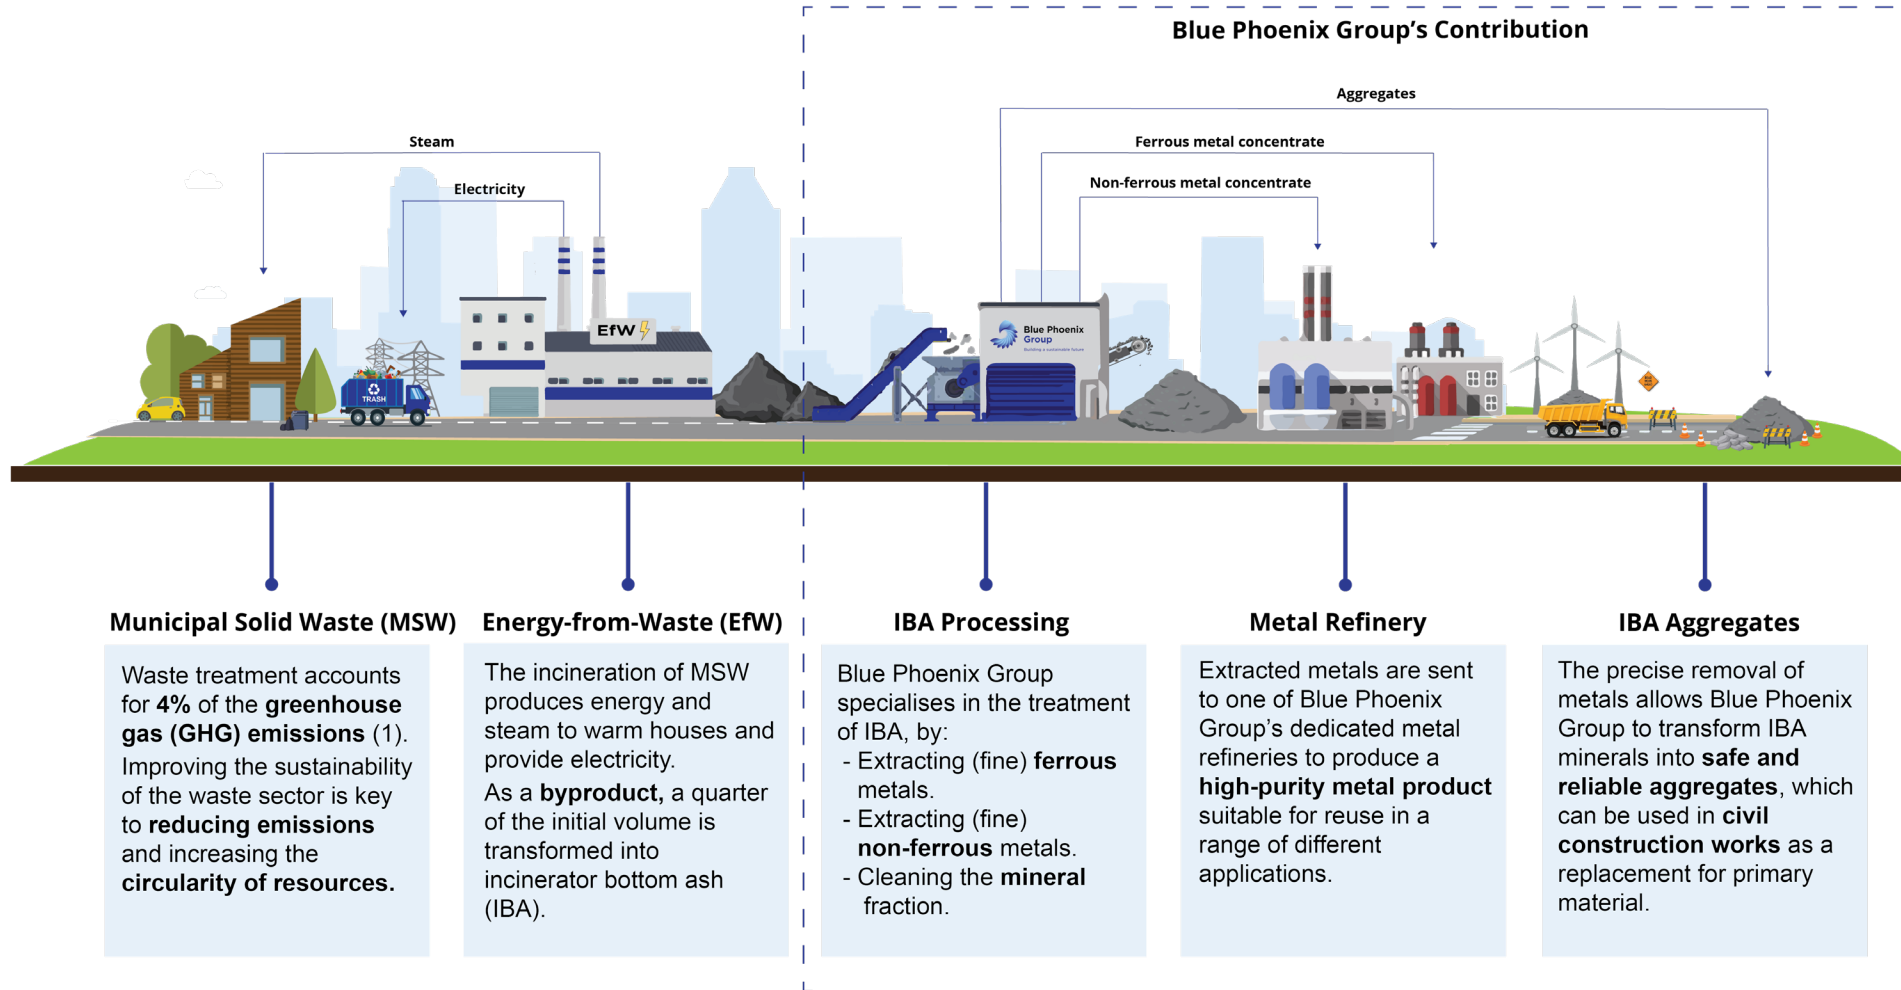 Blue Phoenix Group's Contribution
Aggregates
Steam
Ferrous metal concentrate
Electricity
Non-ferrous metal concentrate
EfW
Blue Phoenix
Group
Building a sustainable future
TRASH
Municipal Solid Waste (MSW)
Waste treatment accounts
for 4% of the greenhouse
gas (GHG) emissions (1).
Improving the sustainability
of the waste sector is key
to reducing emissions
and increasing the
circularity of resources.
Energy-from-Waste (EfW)
The incineration of MSW
produces energy and
steam to warm houses and
provide electricity.
As a byproduct, a quarter
of the initial volume is
transformed into
incinerator bottom ash
(IBA).
IBA Processing
Blue Phoenix Group
specialises in the treatment
of IBA, by:
- Extracting (fine) ferrous
metals.
- Extracting (fine)
non-ferrous metals.
- Cleaning the mineral
fraction.
Metal Refinery
Extracted metals are sent
to one of Blue Phoenix
Group's dedicated metal
refineries to produce a
high-purity metal product
suitable for reuse in a
range of different
applications.
IBA Aggregates
The precise removal of
metals allows Blue Phoenix
Group to transform IBA
minerals into safe and
reliable aggregates, which
can be used in civil
construction works as a
replacement for primary
material.